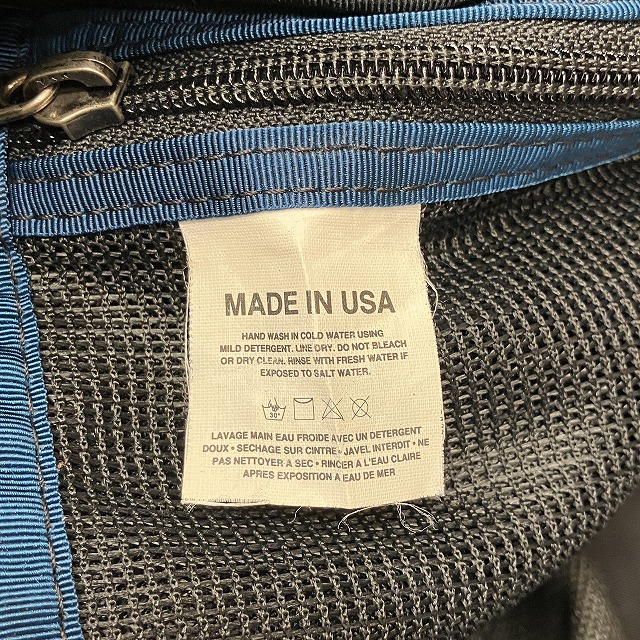 MADE IN USA
HAND WASH IN COLD WATER USING
MILD DETERGENT. LINE DRY. DO NOT BLEACH
OR DRY CLEAN. RINSE WITH FRESH WATER IF
EXPOSED TO SALT WATER.
30°
LAVAGE MAIN EAU FROIDE AVEC UN DETERGENT
DOUX • SECHAGE SUR CINTRE • JAVEL INTERDIT • NE
PAS NETTOYER A SEC • RINCER A L'EAU CLAIRE
APRES EXPOSITION A EAU DE MER